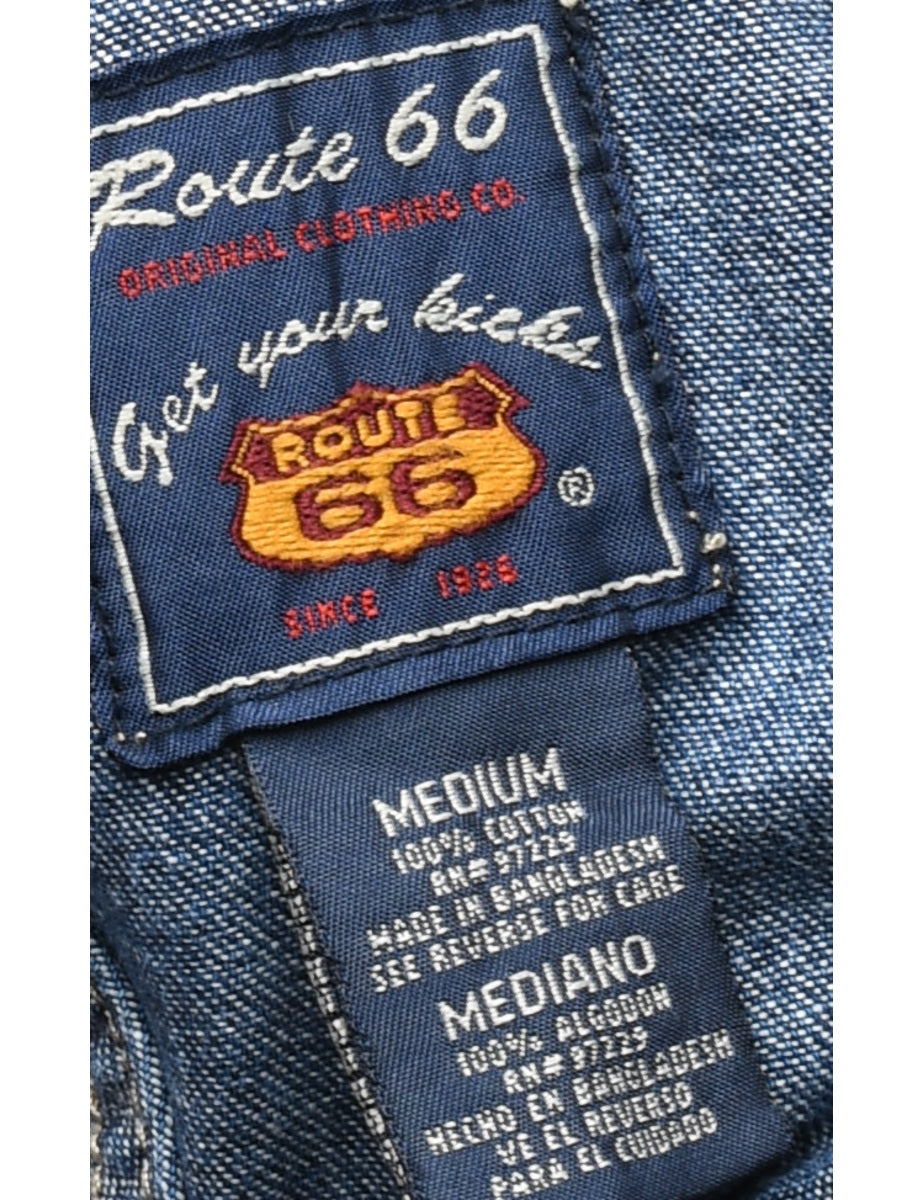 Route 66
ORIGINAL CLOTHING CO.
Get your kicks
ROUTE
66
®
SINCE 1926
MEDIUM
100% COTTON
RN# 97229
MADE IN BANGLADESH
SEE REVERSE FOR CARE
MEDIANO
100% ALGODON
RN# 97229
HECHO EN BANGLADESH
VE EL REVERSO
PARA EL CUIDADO